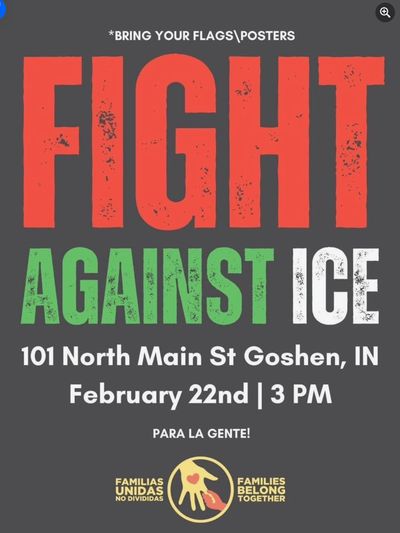 *BRING YOUR FLAGS\POSTERS
FIGHT
AGAINST ICE
101 North Main St Goshen, IN
February 22nd | 3 PM
PARA LA GENTE!
FAMILIAS
UNIDAS
NO DIVIDIDAS
FAMILIES
BELONG
TOGETHER